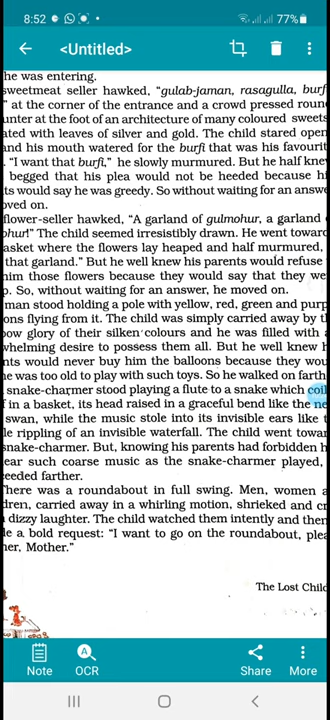 8:52
77%
<Untitled>
he was entering.
sweetmeat seller hawked, “gulab-jaman, rasagulla, burf
” at the corner of the entrance and a crowd pressed roun
unter at the foot of an architecture of many coloured sweets
ated with leaves of silver and gold. The child stared open
and his mouth watered for the burfi that was his favourit
. “I want that burfi,” he slowly murmured. But he half knew
begged that his plea would not be heeded because hi
ts would say he was greedy. So without waiting for an answe
oved on.
flower-seller hawked, “A garland of gulmohur, a garland
ohur!” The child seemed irresistibly drawn. He went towar
asket where the flowers lay heaped and half murmured,
that garland.” But he well knew his parents would refuse
him those flowers because they would say that they we
p. So, without waiting for an answer, he moved on.
man stood holding a pole with yellow, red, green and purp
ons flying from it. The child was simply carried away by t
bow glory of their silken colours and he was filled with a
whelming desire to possess them all. But he well knew h
nts would never buy him the balloons because they wou
he was too old to play with such toys. So he walked on farth
snake-charmer stood playing a flute to a snake which coil
f in a basket, its head raised in a graceful bend like the ne
swan, while the music stole into its invisible ears like t
le rippling of an invisible waterfall. The child went towar
snake-charmer. But, knowing his parents had forbidden h
ear such coarse music as the snake-charmer played,
ceeded farther.
There was a roundabout in full swing. Men, women a
dren, carried away in a whirling motion, shrieked and cr
dizzy laughter. The child watched them intently and then
le a bold request: “I want to go on the roundabout, plea
her, Mother.”
The Lost Child
Note
OCR
Share
More